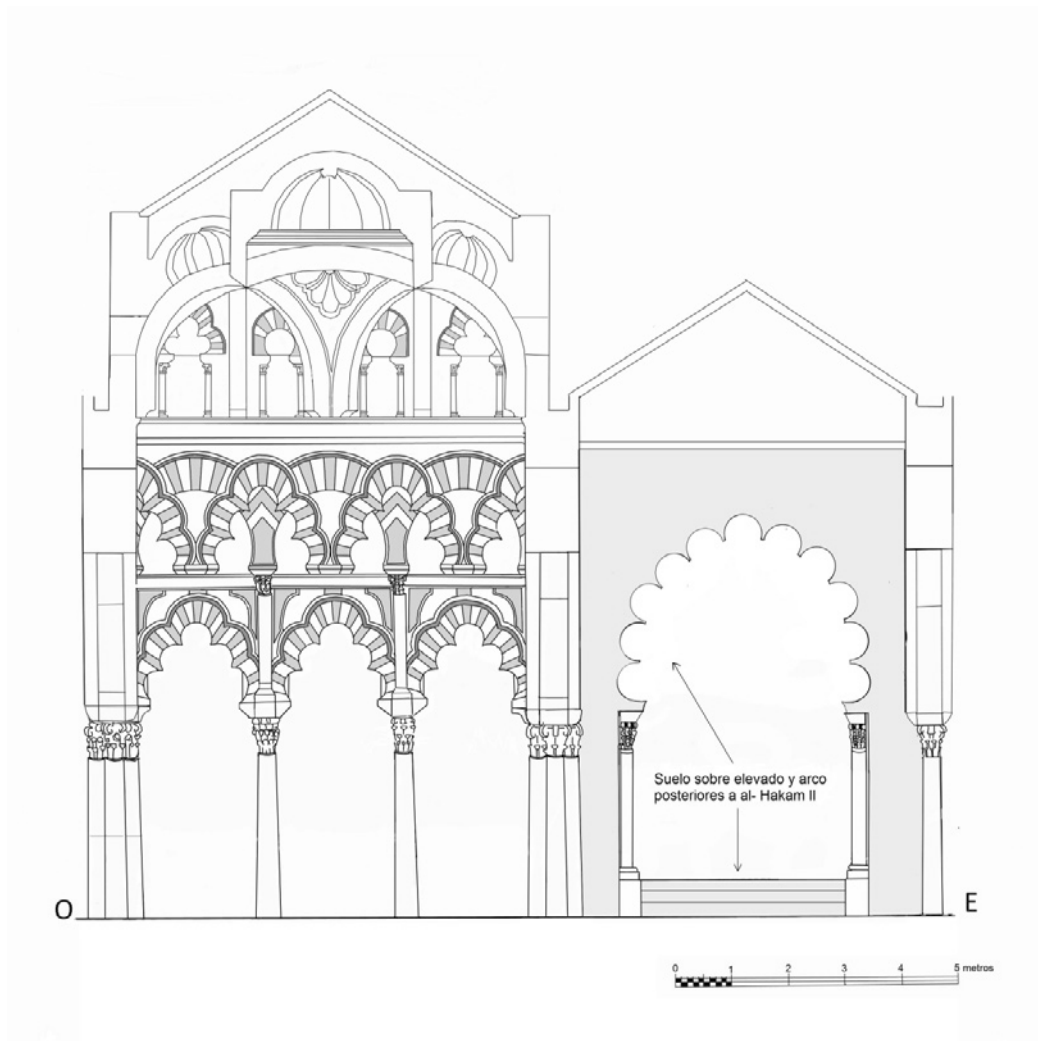 Suelo sobre elevado y arco
posteriores a al- Hakam II
O
E
0 1 2 3 4 5 metros